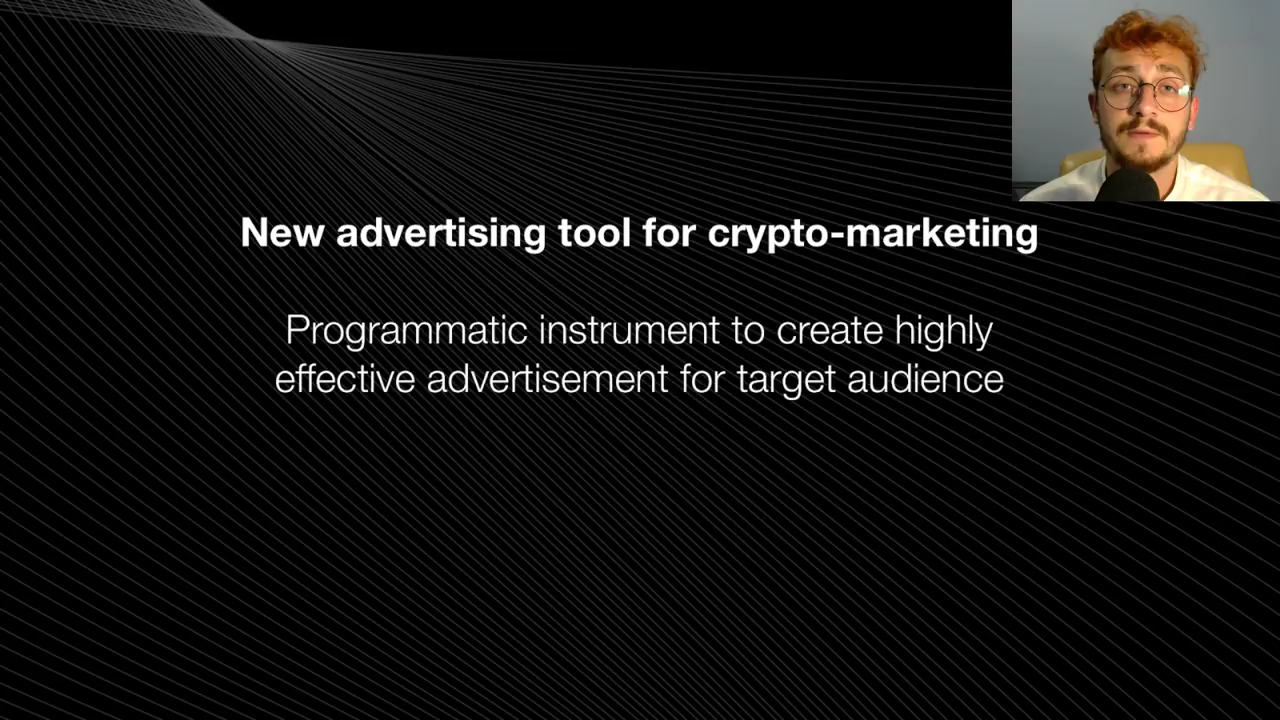 New advertising tool for crypto-marketing
Programmatic instrument to create highly
effective advertisement for target audience